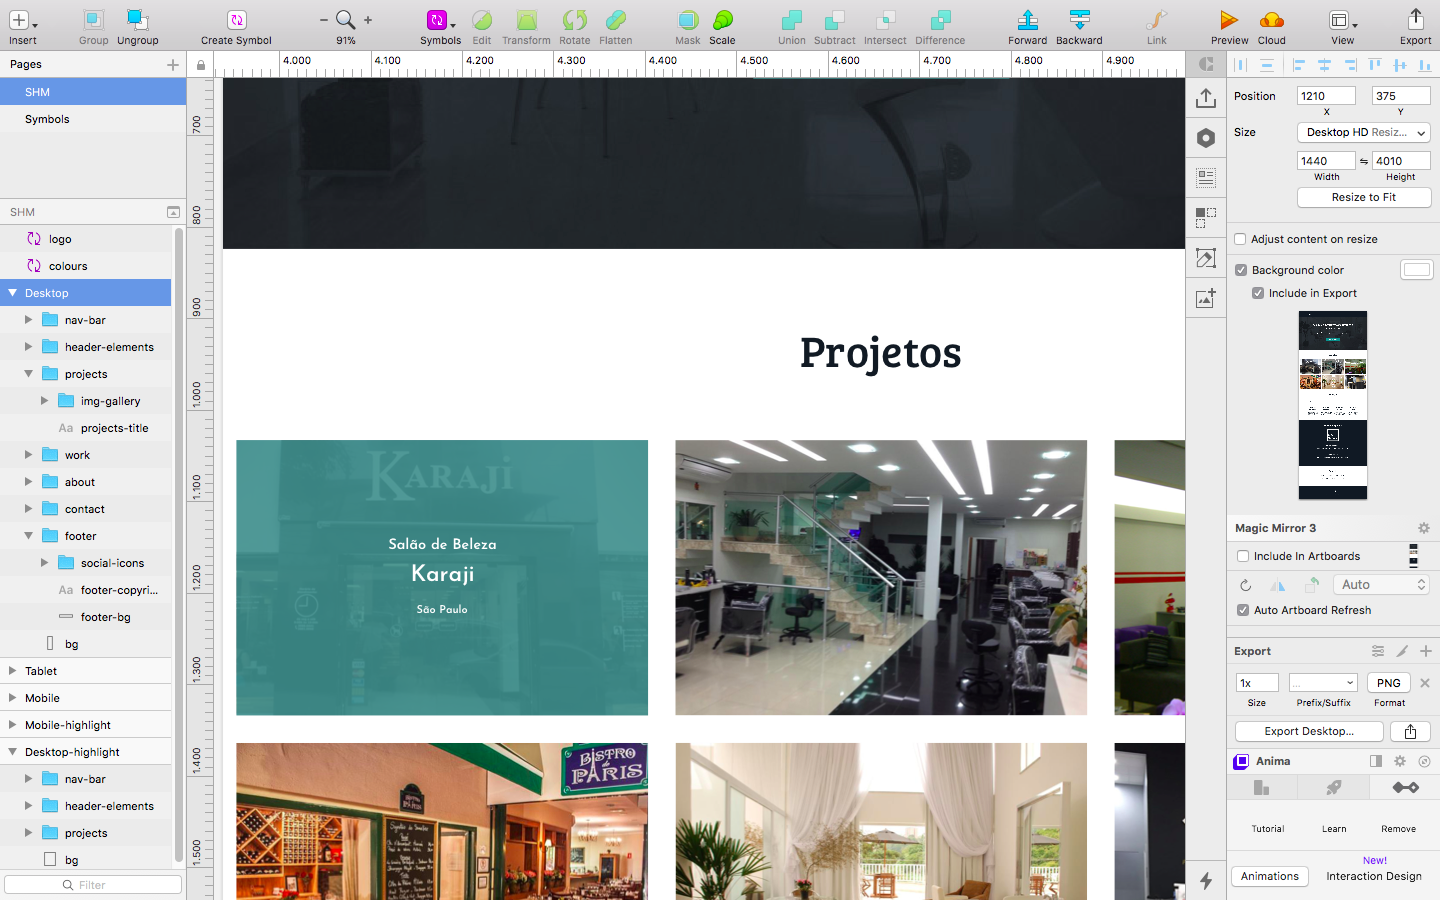 Insert
Group
Ungroup
Create Symbol
91%
Symbols
Edit
Transform
Rotate
Flatten
Mask
Scale
Union
Subtract
Intersect
Difference
Forward
Backward
Link
Preview
Cloud
View
Export
Pages
SHM
Symbols
SHM
logo
colours
Desktop
nav-bar
header-elements
projects
img-gallery
Aa projects-title
work
about
contact
footer
social-icons
Aa footer-copyri...
footer-bg
bg
Tablet
Mobile
Mobile-highlight
Desktop-highlight
nav-bar
header-elements
projects
bg
Filter
4.000
4.100
4.200
4.300
4.400
4.500
4.600
4.700
4.800
4.900
700
800
900
1.000
1.100
1.200
1.300
1.400
1.500
Projetos
KARAJI
Salão de Beleza
Karaji
São Paulo
BISTRO
de
PARIS
Position
1210
375
X
Y
Size
Desktop HD Resiz...
1440
4010
Width
Height
Resize to Fit
Adjust content on resize
Background color
Include in Export
Magic Mirror 3
Include In Artboards
Auto
Auto Artboard Refresh
Export
1x
...
PNG
Size
Prefix/Suffix
Format
Export Desktop...
Anima
Tutorial
Learn
Remove
New!
Animations
Interaction Design